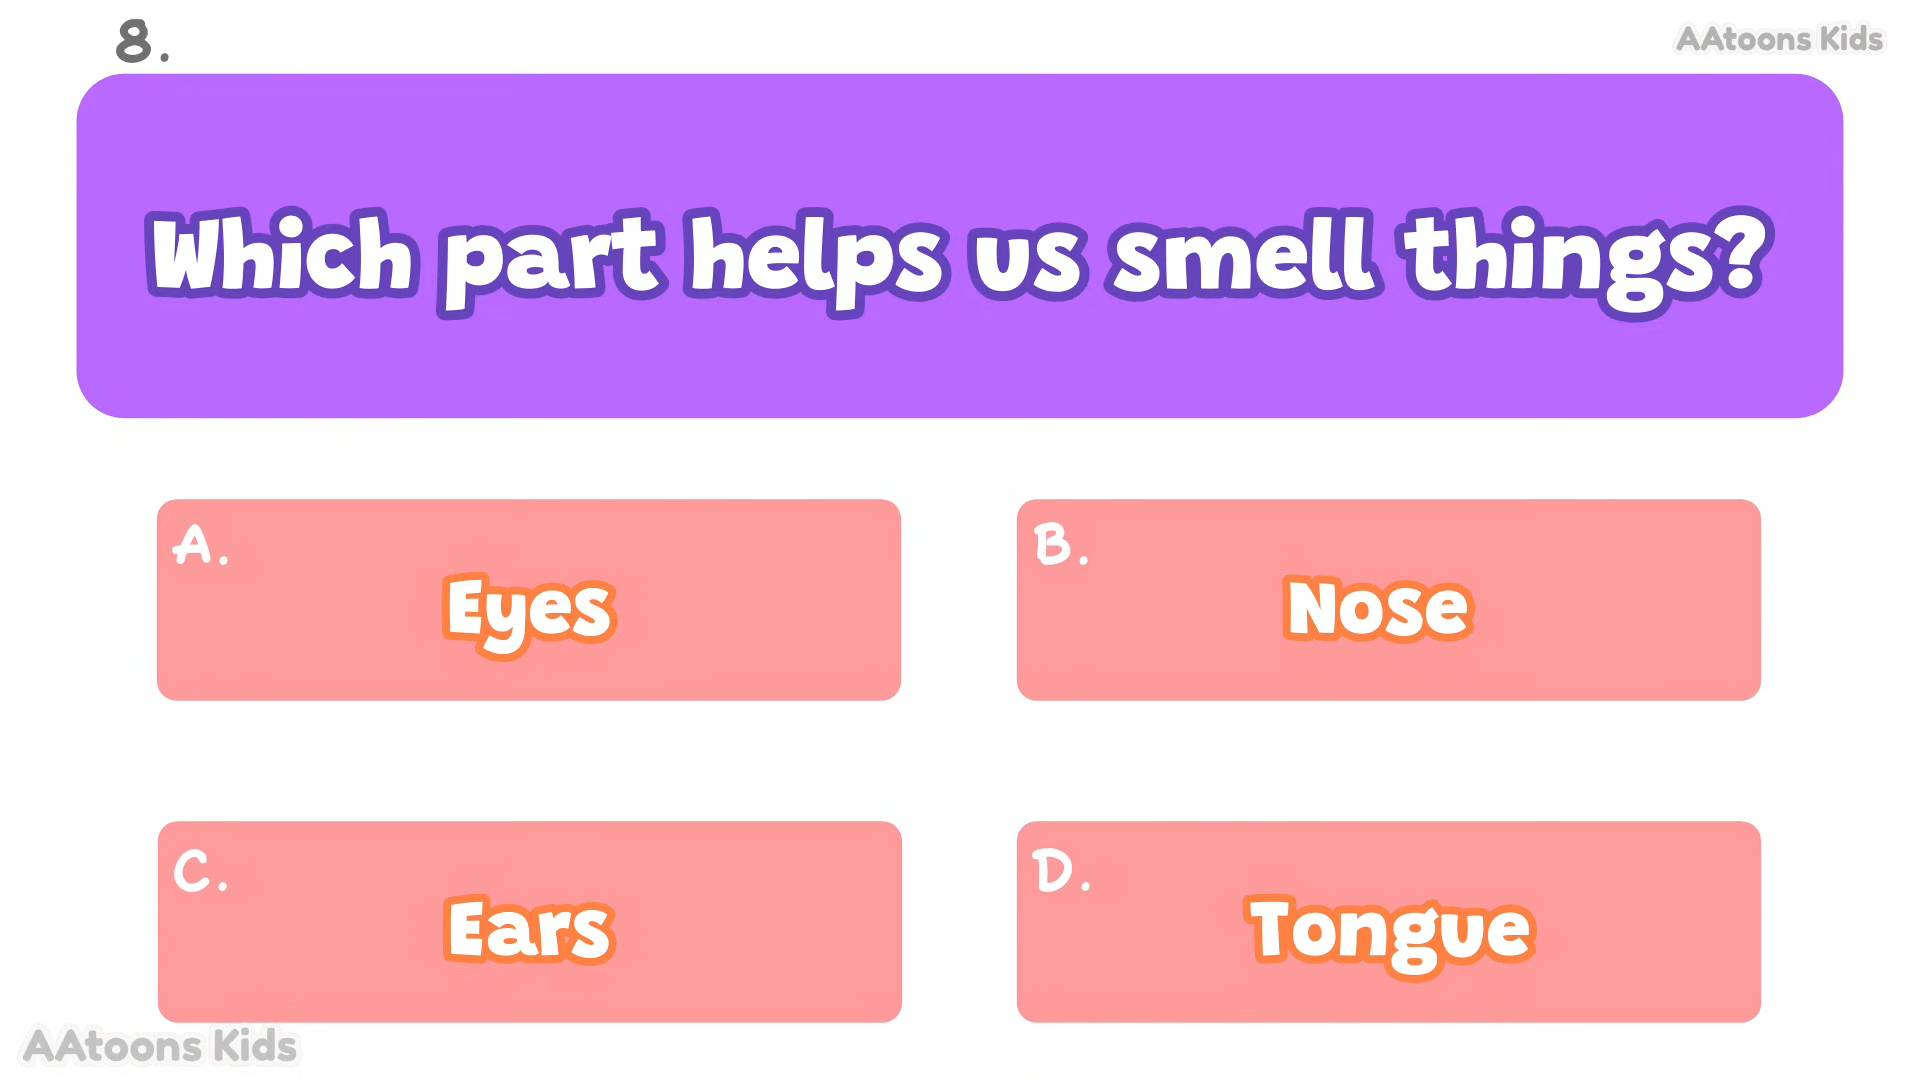 8.
AAtoons Kids
Which part helps us smell things?
A.
Eyes
B.
Nose
C.
Ears
D.
Tongue
AAtoons Kids